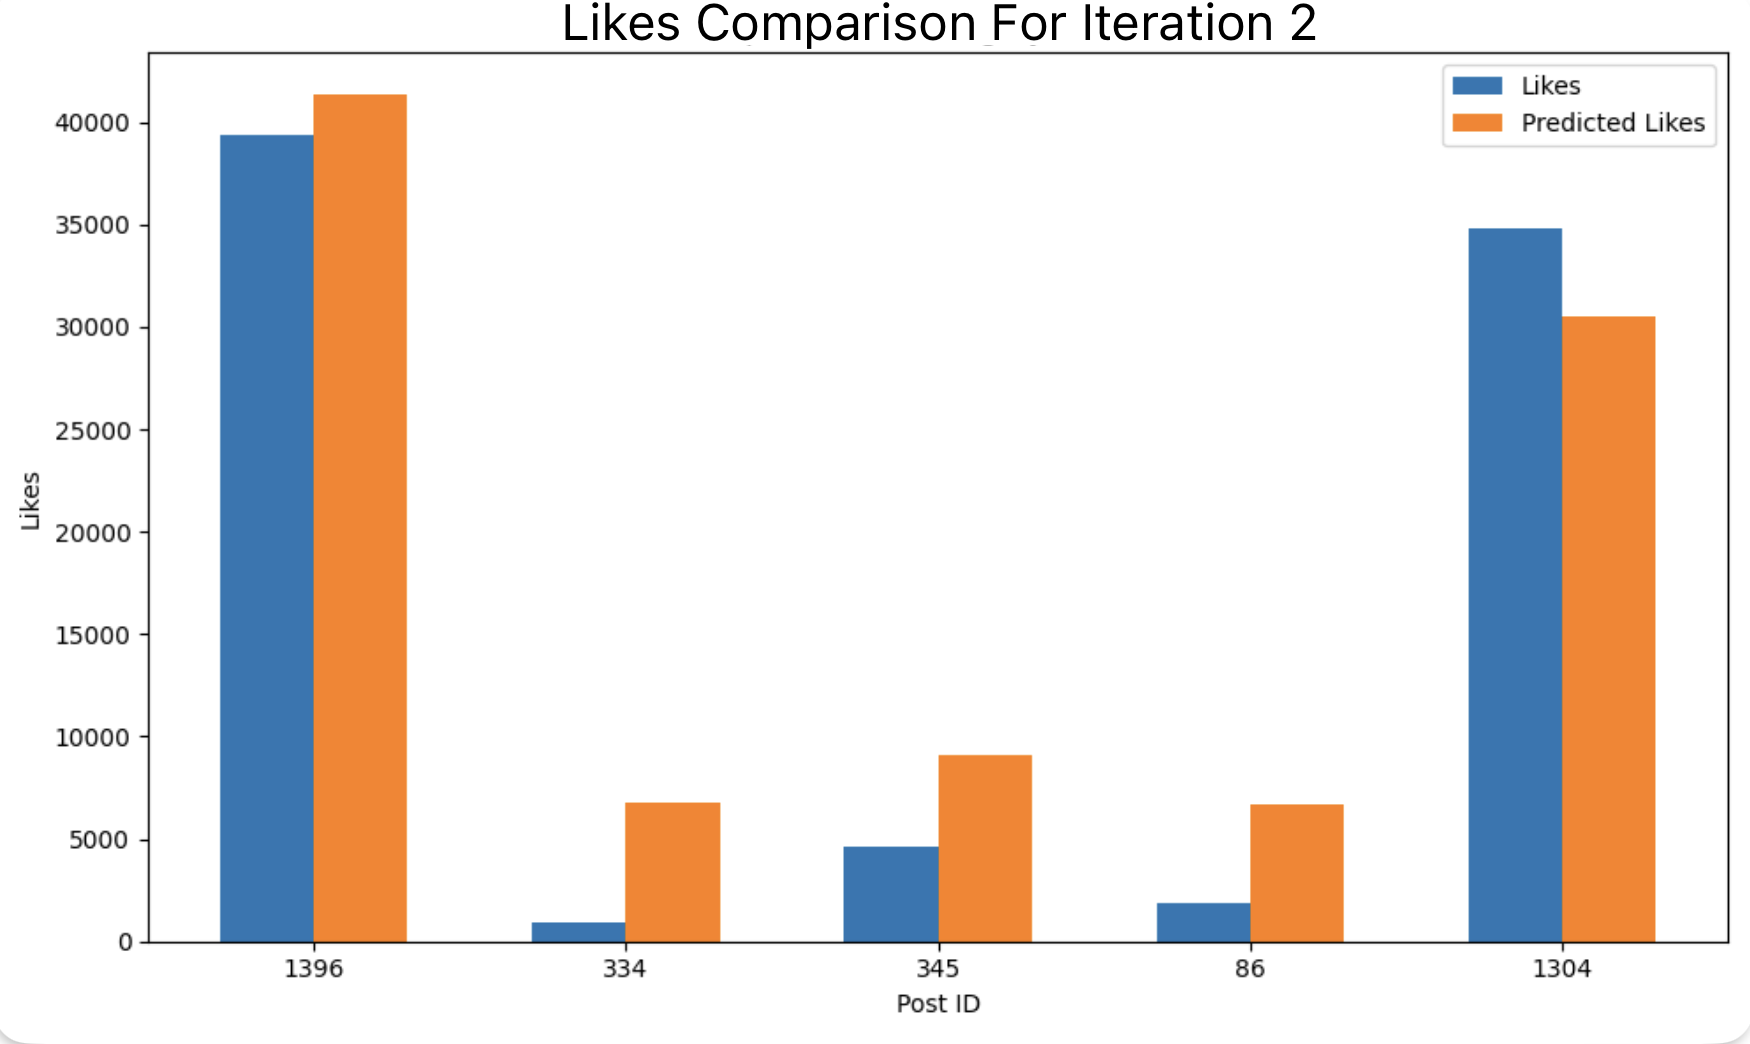 Likes Comparison For Iteration 2
Likes
Predicted Likes
40000
35000
30000
25000
20000
15000
10000
5000
0
Likes
1396 334 345 86 1304
Post ID